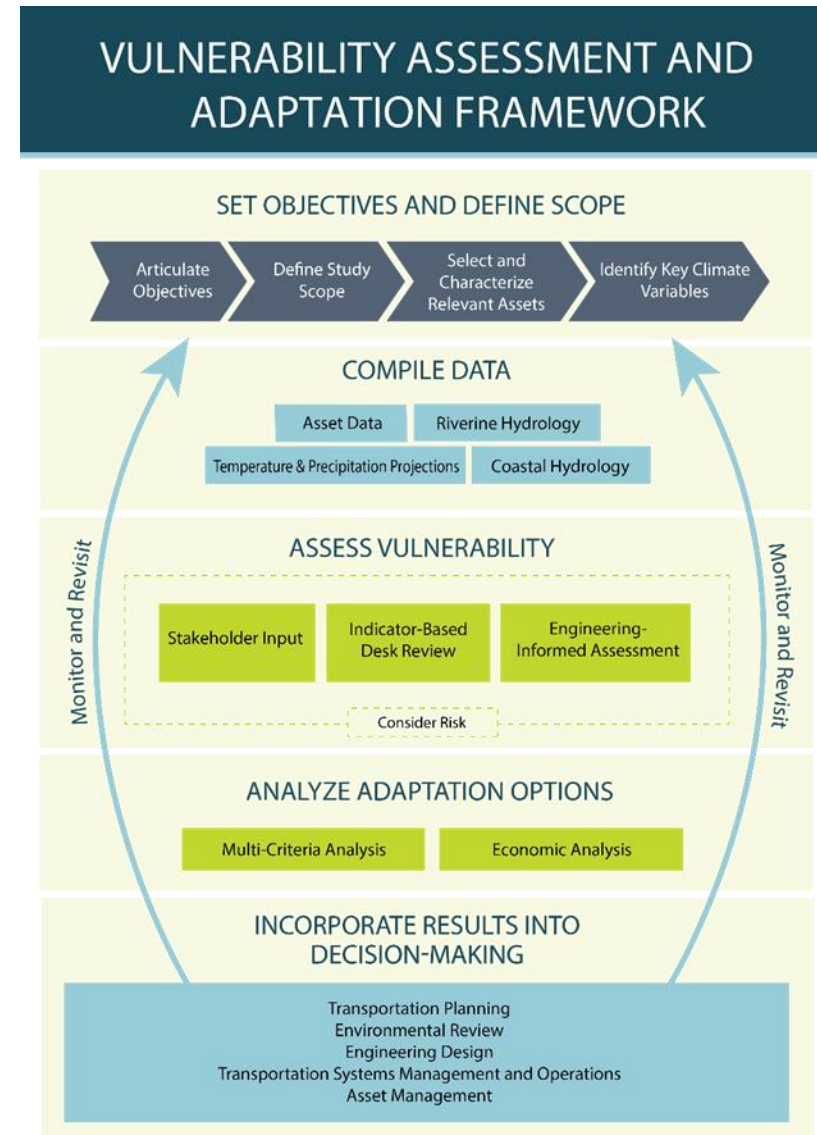 VULNERABILITY ASSESSMENT AND
ADAPTATION FRAMEWORK
SET OBJECTIVES AND DEFINE SCOPE
Articulate
Objectives
Define Study
Scope
Select and
Characterize
Relevant Assets
Identify Key Climate
Variables
COMPILE DATA
Asset Data
Riverine Hydrology
Temperature & Precipitation Projections
Coastal Hydrology
ASSESS VULNERABILITY
Stakeholder Input
Indicator-Based
Desk Review
Engineering-
Informed Assessment
Consider Risk
Monitor and Revisit
Monitor and Revisit
ANALYZE ADAPTATION OPTIONS
Multi-Criteria Analysis
Economic Analysis
INCORPORATE RESULTS INTO
DECISION-MAKING
Transportation Planning
Environmental Review
Engineering Design
Transportation Systems Management and Operations
Asset Management